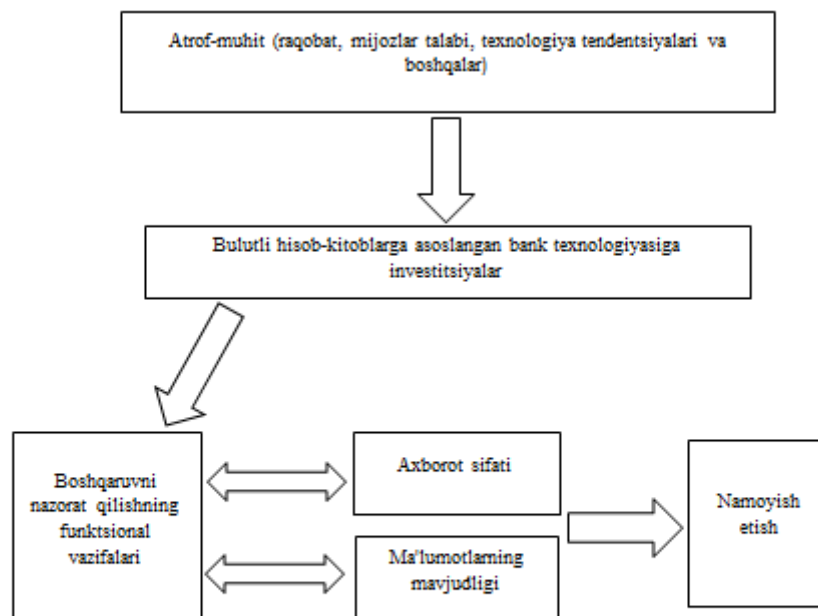 Atrof-muhit (raqobat, mijozlar talabi, texnologiya tendentsiyalari va
boshqalar)
Bulutli hisob-kitoblarga asoslangan bank texnologiyasiga
investitsiyalar
Boshqaruvni
nazorat qilishning
funktsional
vazifalari
Axborot sifati
Ma'lumotlarning
mavjudligi
Namoyish
etish